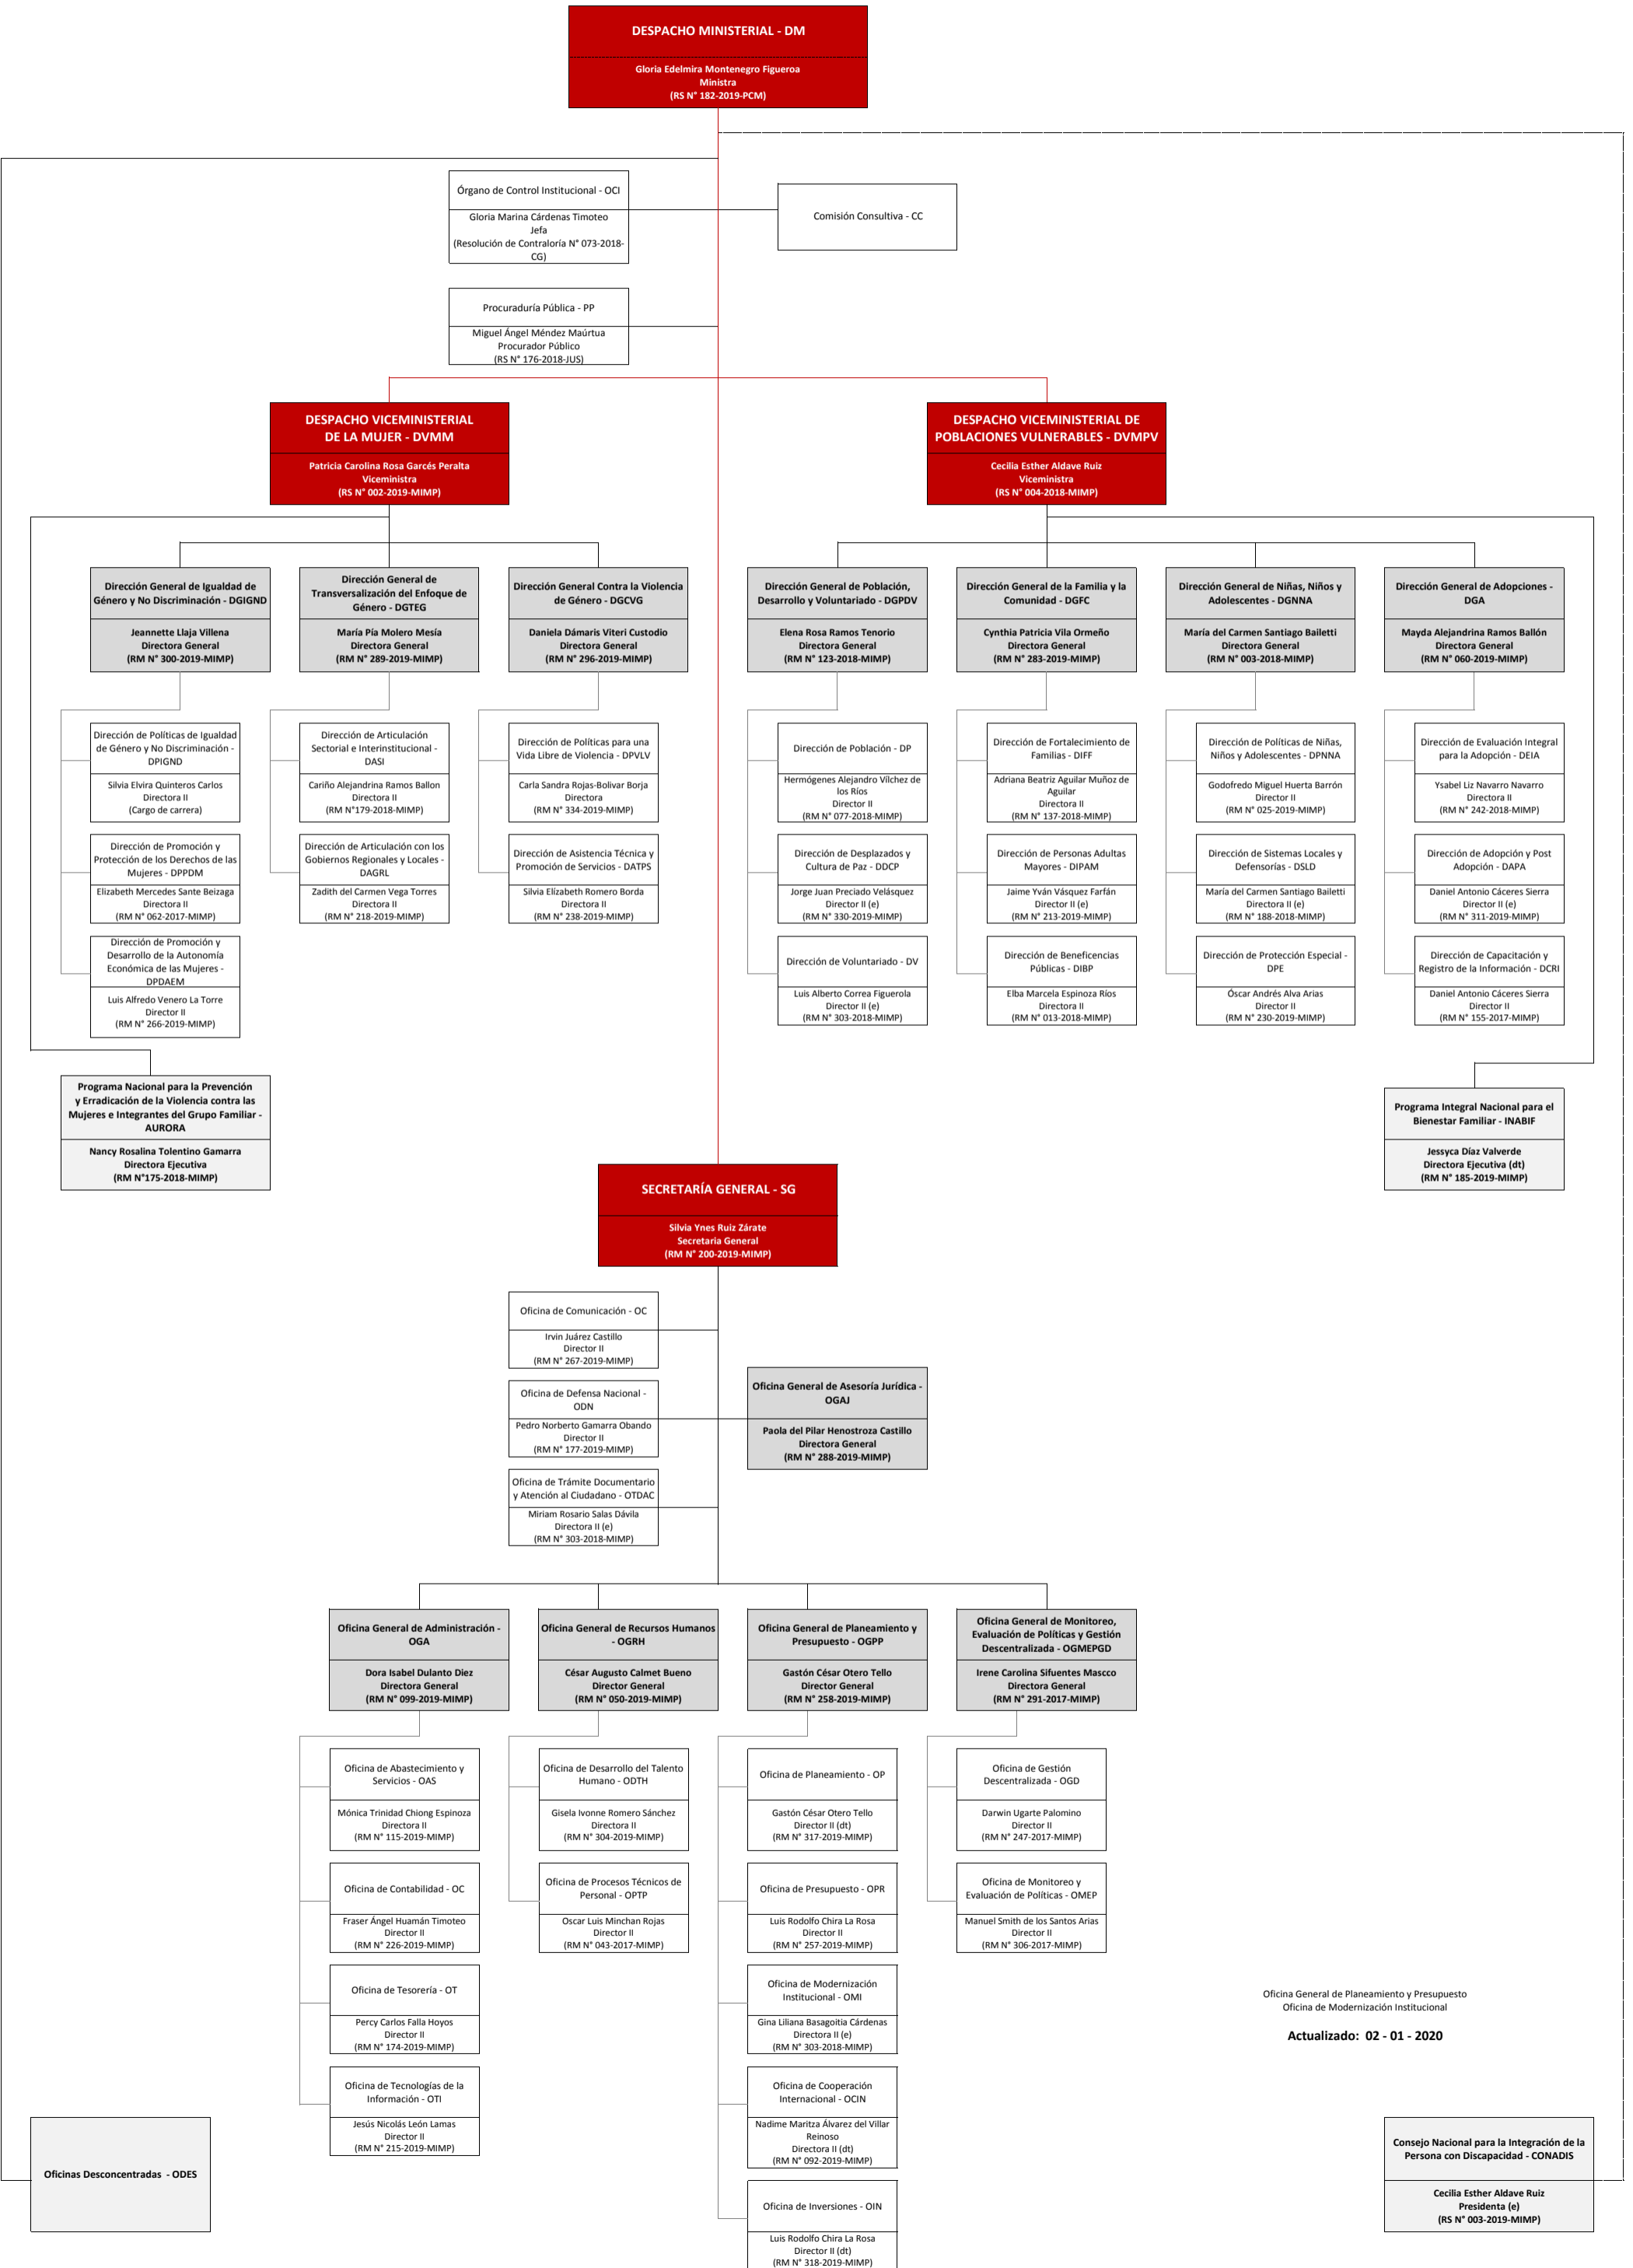 DESPACHO MINISTERIAL - DM
Gloria Edelmira Montenegro Figueroa
Ministra
(RS N° 182-2019-PCM)
Órgano de Control Institucional - OCI
Gloria Marina Cárdenas Timoteo
Jefa
(Resolución de Contraloría N° 073-2018-
CG)
Comisión Consultiva - CC
Procuraduría Pública - PP
Miguel Ángel Méndez Maúrtua
Procurador Público
(RS N° 176-2018-JUS)
DESPACHO VICEMINISTERIAL
DE LA MUJER - DVMM
Patricia Carolina Rosa Garcés Peralta
Viceministra
(RS N° 002-2019-MIMP)
DESPACHO VICEMINISTERIAL DE
POBLACIONES VULNERABLES - DVMPV
Cecilia Esther Aldave Ruiz
Viceministra
(RS N° 004-2018-MIMP)
Dirección General de Igualdad de
Género y No Discriminación - DGIGND
Jeannette Llaja Villena
Directora General
(RM N° 300-2019-MIMP)
Dirección General de
Transversalización del Enfoque de
Género - DGTEG
María Pía Molero Mesía
Directora General
(RM N° 289-2019-MIMP)
Dirección General Contra la Violencia
de Género - DGCVG
Daniela Dámaris Viteri Custodio
Directora General
(RM N° 296-2019-MIMP)
Dirección General de Población,
Desarrollo y Voluntariado - DGPDV
Elena Rosa Ramos Tenorio
Directora General
(RM N° 123-2018-MIMP)
Dirección General de la Familia y la
Comunidad - DGFC
Cynthia Patricia Vila Ormeño
Directora General
(RM N° 283-2019-MIMP)
Dirección General de Niñas, Niños y
Adolescentes - DGNNA
María del Carmen Santiago Bailetti
Directora General
(RM N° 003-2018-MIMP)
Dirección General de Adopciones -
DGA
Mayda Alejandrina Ramos Ballón
Directora General
(RM N° 060-2019-MIMP)
Dirección de Políticas de Igualdad
de Género y No Discriminación -
DPIGND
Silvia Elvira Quinteros Carlos
Directora II
(Cargo de carrera)
Dirección de Articulación
Sectorial e Interinstitucional -
DASI
Cariño Alejandrina Ramos Ballon
Directora II
(RM N°179-2018-MIMP)
Dirección de Políticas para una
Vida Libre de Violencia - DPVLV
Carla Sandra Rojas-Bolivar Borja
Directora
(RM N° 334-2019-MIMP)
Dirección de Población - DP
Hermógenes Alejandro Vílchez de
los Ríos
Director II
(RM N° 077-2018-MIMP)
Dirección de Fortalecimiento de
Familias - DIFF
Adriana Beatriz Aguilar Muñoz de
Aguilar
Directora II
(RM N° 137-2018-MIMP)
Dirección de Políticas de Niñas,
Niños y Adolescentes - DPNNA
Godofredo Miguel Huerta Barrón
Director II
(RM N° 025-2019-MIMP)
Dirección de Evaluación Integral
para la Adopción - DEIA
Ysabel Liz Navarro Navarro
Directora II
(RM N° 242-2018-MIMP)
Dirección de Promoción y
Protección de los Derechos de las
Mujeres - DPPDM
Elizabeth Mercedes Sante Beizaga
Directora II
(RM N° 062-2017-MIMP)
Dirección de Articulación con los
Gobiernos Regionales y Locales -
DAGRL
Zadith del Carmen Vega Torres
Directora II
(RM N° 218-2019-MIMP)
Dirección de Asistencia Técnica y
Promoción de Servicios - DATPS
Silvia Elízabeth Romero Borda
Directora II
(RM N° 238-2019-MIMP)
Dirección de Desplazados y
Cultura de Paz - DDCP
Jorge Juan Preciado Velásquez
Director II (e)
(RM N° 330-2019-MIMP)
Dirección de Personas Adultas
Mayores - DIPAM
Jaime Yván Vásquez Farfán
Director II (e)
(RM N° 213-2019-MIMP)
Dirección de Sistemas Locales y
Defensorías - DSLD
María del Carmen Santiago Bailetti
Directora II (e)
(RM N° 188-2018-MIMP)
Dirección de Adopción y Post
Adopción - DAPA
Daniel Antonio Cáceres Sierra
Director II (e)
(RM N° 311-2019-MIMP)
Dirección de Promoción y
Desarrollo de la Autonomía
Económica de las Mujeres -
DPDAEM
Luis Alfredo Venero La Torre
Director II
(RM N° 266-2019-MIMP)
Dirección de Voluntariado - DV
Luis Alberto Correa Figuerola
Director II (e)
(RM N° 303-2018-MIMP)
Dirección de Beneficencias
Públicas - DIBP
Elba Marcela Espinoza Ríos
Directora II
(RM N° 013-2018-MIMP)
Dirección de Protección Especial -
DPE
Óscar Andrés Alva Arias
Director II
(RM N° 230-2019-MIMP)
Dirección de Capacitación y
Registro de la Información - DCRI
Daniel Antonio Cáceres Sierra
Director II
(RM N° 155-2017-MIMP)
Programa Nacional para la Prevención
y Erradicación de la Violencia contra las
Mujeres e Integrantes del Grupo Familiar -
AURORA
Nancy Rosalina Tolentino Gamarra
Directora Ejecutiva
(RM N°175-2018-MIMP)
Programa Integral Nacional para el
Bienestar Familiar - INABIF
Jessyca Díaz Valverde
Directora Ejecutiva (dt)
(RM N° 185-2019-MIMP)
SECRETARÍA GENERAL - SG
Silvia Ynes Ruiz Zárate
Secretaria General
(RM N° 200-2019-MIMP)
Oficina de Comunicación - OC
Irvin Juárez Castillo
Director II
(RM N° 267-2019-MIMP)
Oficina de Defensa Nacional -
ODN
Pedro Norberto Gamarra Obando
Director II
(RM N° 177-2019-MIMP)
Oficina General de Asesoría Jurídica -
OGAJ
Paola del Pilar Henostroza Castillo
Directora General
(RM N° 288-2019-MIMP)
Oficina de Trámite Documentario
y Atención al Ciudadano - OTDAC
Miriam Rosario Salas Dávila
Directora II (e)
(RM N° 303-2018-MIMP)
Oficina General de Administración -
OGA
Dora Isabel Dulanto Diez
Directora General
(RM N° 099-2019-MIMP)
Oficina General de Recursos Humanos
- OGRH
César Augusto Calmet Bueno
Director General
(RM N° 050-2019-MIMP)
Oficina General de Planeamiento y
Presupuesto - OGPP
Gastón César Otero Tello
Director General
(RM N° 258-2019-MIMP)
Oficina General de Monitoreo,
Evaluación de Políticas y Gestión
Descentralizada - OGMEPGD
Irene Carolina Sifuentes Mascco
Directora General
(RM N° 291-2017-MIMP)
Oficina de Abastecimiento y
Servicios - OAS
Mónica Trinidad Chiong Espinoza
Directora II
(RM N° 115-2019-MIMP)
Oficina de Desarrollo del Talento
Humano - ODTH
Gisela Ivonne Romero Sánchez
Directora II
(RM N° 304-2019-MIMP)
Oficina de Planeamiento - OP
Gastón César Otero Tello
Director II (dt)
(RM N° 317-2019-MIMP)
Oficina de Gestión
Descentralizada - OGD
Darwin Ugarte Palomino
Director II
(RM N° 247-2017-MIMP)
Oficina de Contabilidad - OC
Fraser Ángel Huamán Timoteo
Director II
(RM N° 226-2019-MIMP)
Oficina de Procesos Técnicos de
Personal - OPTP
Oscar Luis Minchan Rojas
Director II
(RM N° 043-2017-MIMP)
Oficina de Presupuesto - OPR
Luis Rodolfo Chira La Rosa
Director II
(RM N° 257-2019-MIMP)
Oficina de Monitoreo y
Evaluación de Políticas - OMEP
Manuel Smith de los Santos Arias
Director II
(RM N° 306-2017-MIMP)
Oficina de Tesorería - OT
Percy Carlos Falla Hoyos
Director II
(RM N° 174-2019-MIMP)
Oficina de Modernización
Institucional - OMI
Gina Liliana Basagoitia Cárdenas
Directora II (e)
(RM N° 303-2018-MIMP)
Oficina General de Planeamiento y Presupuesto
Oficina de Modernización Institucional
Actualizado: 02 - 01 - 2020
Oficina de Tecnologías de la
Información - OTI
Jesús Nicolás León Lamas
Director II
(RM N° 215-2019-MIMP)
Oficina de Cooperación
Internacional - OCIN
Nadime Maritza Álvarez del Villar
Reinoso
Directora II (dt)
(RM N° 092-2019-MIMP)
Oficinas Desconcentradas - ODES
Consejo Nacional para la Integración de la
Persona con Discapacidad - CONADIS
Cecilia Esther Aldave Ruiz
Presidenta (e)
(RS N° 003-2019-MIMP)
Oficina de Inversiones - OIN
Luis Rodolfo Chira La Rosa
Director II (dt)
(RM N° 318-2019-MIMP)